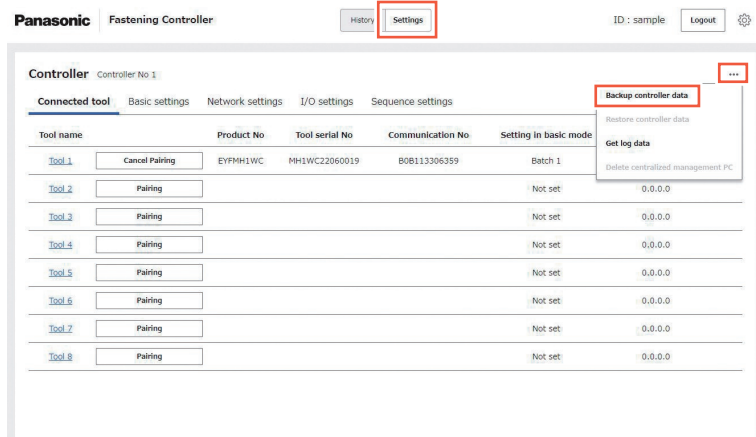 Panasonic Fastening Controller History Settings ID : sample Logout
Controller Controller No 1 ...
Connected tool Basic settings Network settings I/O settings Sequence settings
Backup controller data
Restore controller data
Get log data
Delete centralized management PC
Tool name Product No Tool serial No Communication No Setting in basic mode
Tool 1 Cancel Pairing EYFMH1WC MH1WC22060019 B0B113306359 Batch 1
Tool 2 Pairing Not set 0.0.0.0
Tool 3 Pairing Not set 0.0.0.0
Tool 4 Pairing Not set 0.0.0.0
Tool 5 Pairing Not set 0.0.0.0
Tool 6 Pairing Not set 0.0.0.0
Tool 7 Pairing Not set 0.0.0.0
Tool 8 Pairing Not set 0.0.0.0